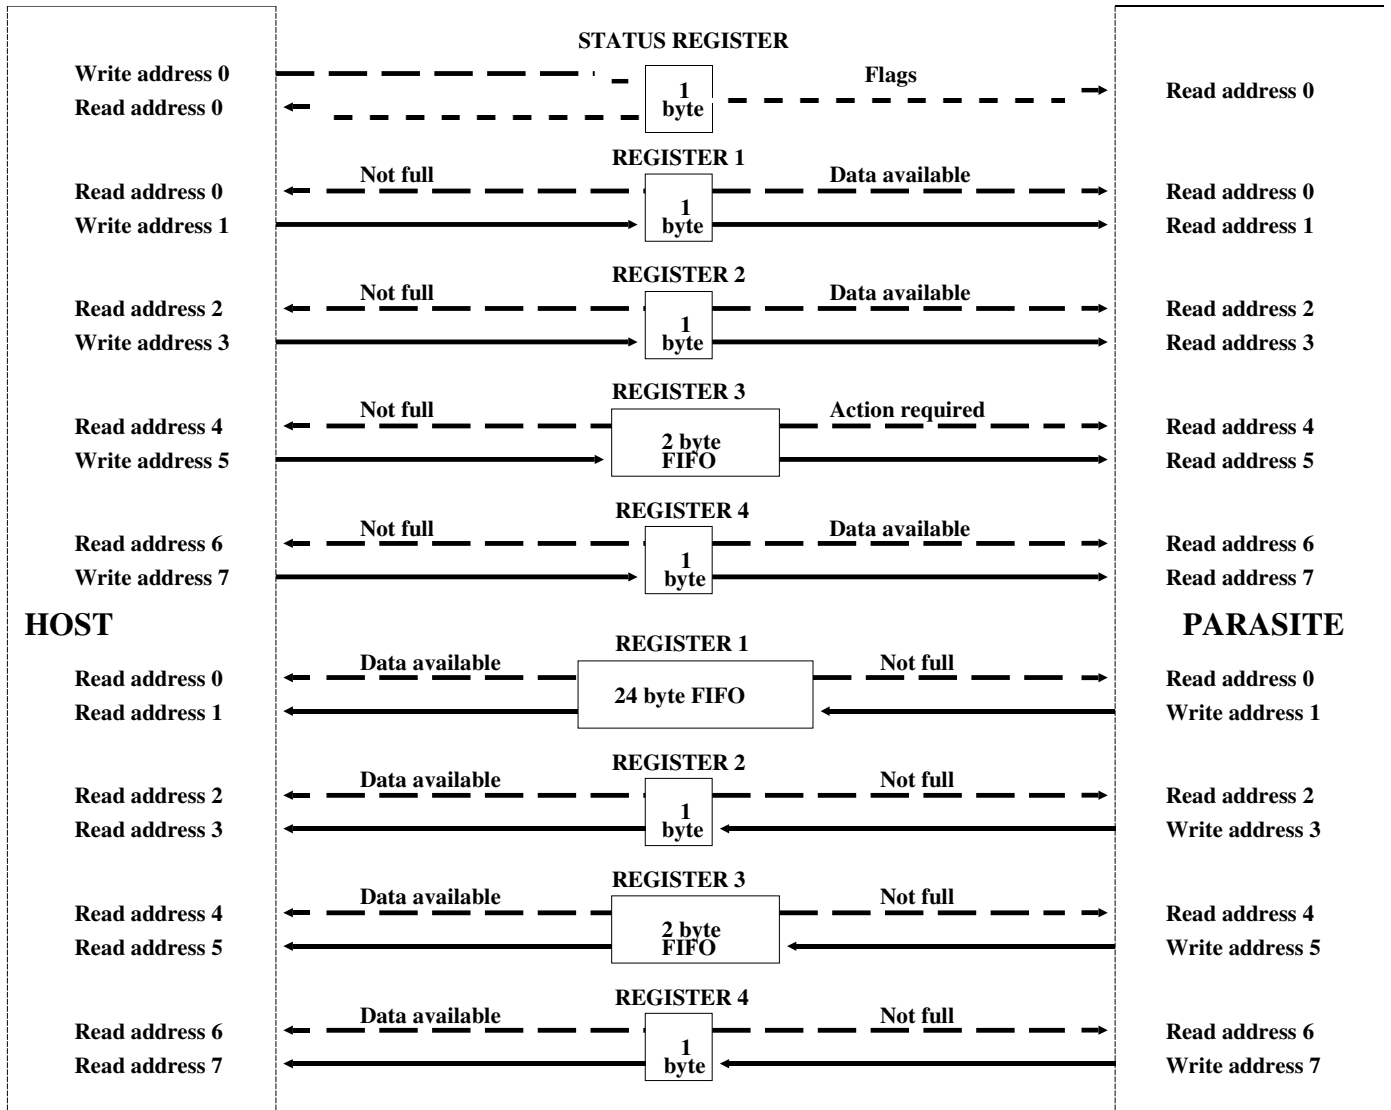 STATUS REGISTER
Write address 0
Flags
1
byte
Read address 0
Read address 0
REGISTER 1
Not full
Data available
Read address 0
Read address 0
Write address 1
1
byte
Read address 1
REGISTER 2
Not full
Data available
Read address 2
Read address 2
Write address 3
1
byte
Read address 3
REGISTER 3
Not full
Action required
Read address 4
Read address 4
Write address 5
2 byte
FIFO
Read address 5
REGISTER 4
Not full
Data available
Read address 6
Read address 6
Write address 7
1
byte
Read address 7
HOST
PARASITE
REGISTER 1
Data available
Not full
Read address 0
Read address 0
24 byte FIFO
Read address 1
Write address 1
REGISTER 2
Data available
Not full
Read address 2
Read address 2
Read address 3
1
byte
Write address 3
REGISTER 3
Data available
Not full
Read address 4
Read address 4
Read address 5
2 byte
FIFO
Write address 5
REGISTER 4
Data available
Not full
Read address 6
Read address 6
Read address 7
1
byte
Write address 7